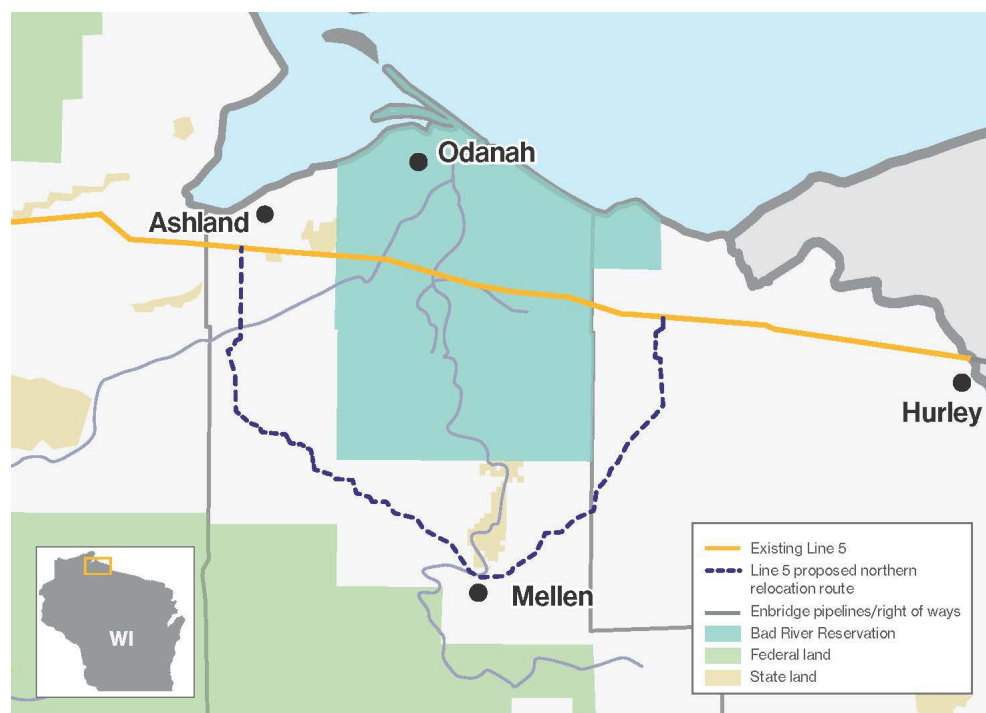 Odanah
Ashland
Hurley
Mellen
WI
Existing Line 5
Line 5 proposed northern
relocation route
Enbridge pipelines/right of ways
Bad River Reservation
Federal land
State land